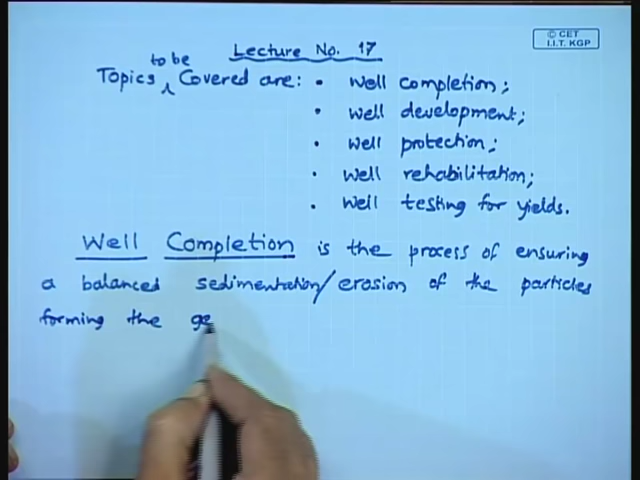 © CET
I.I.T. KGP
Lecture No. 17
to be
Topics ^ Covered are: • Well completion;
• Well development;
• Well protection;
• Well rehabilitation;
• Well testing for yields.
Well Completion is the process of ensuring
a balanced sedimentation/erosion of the particles
forming the ge